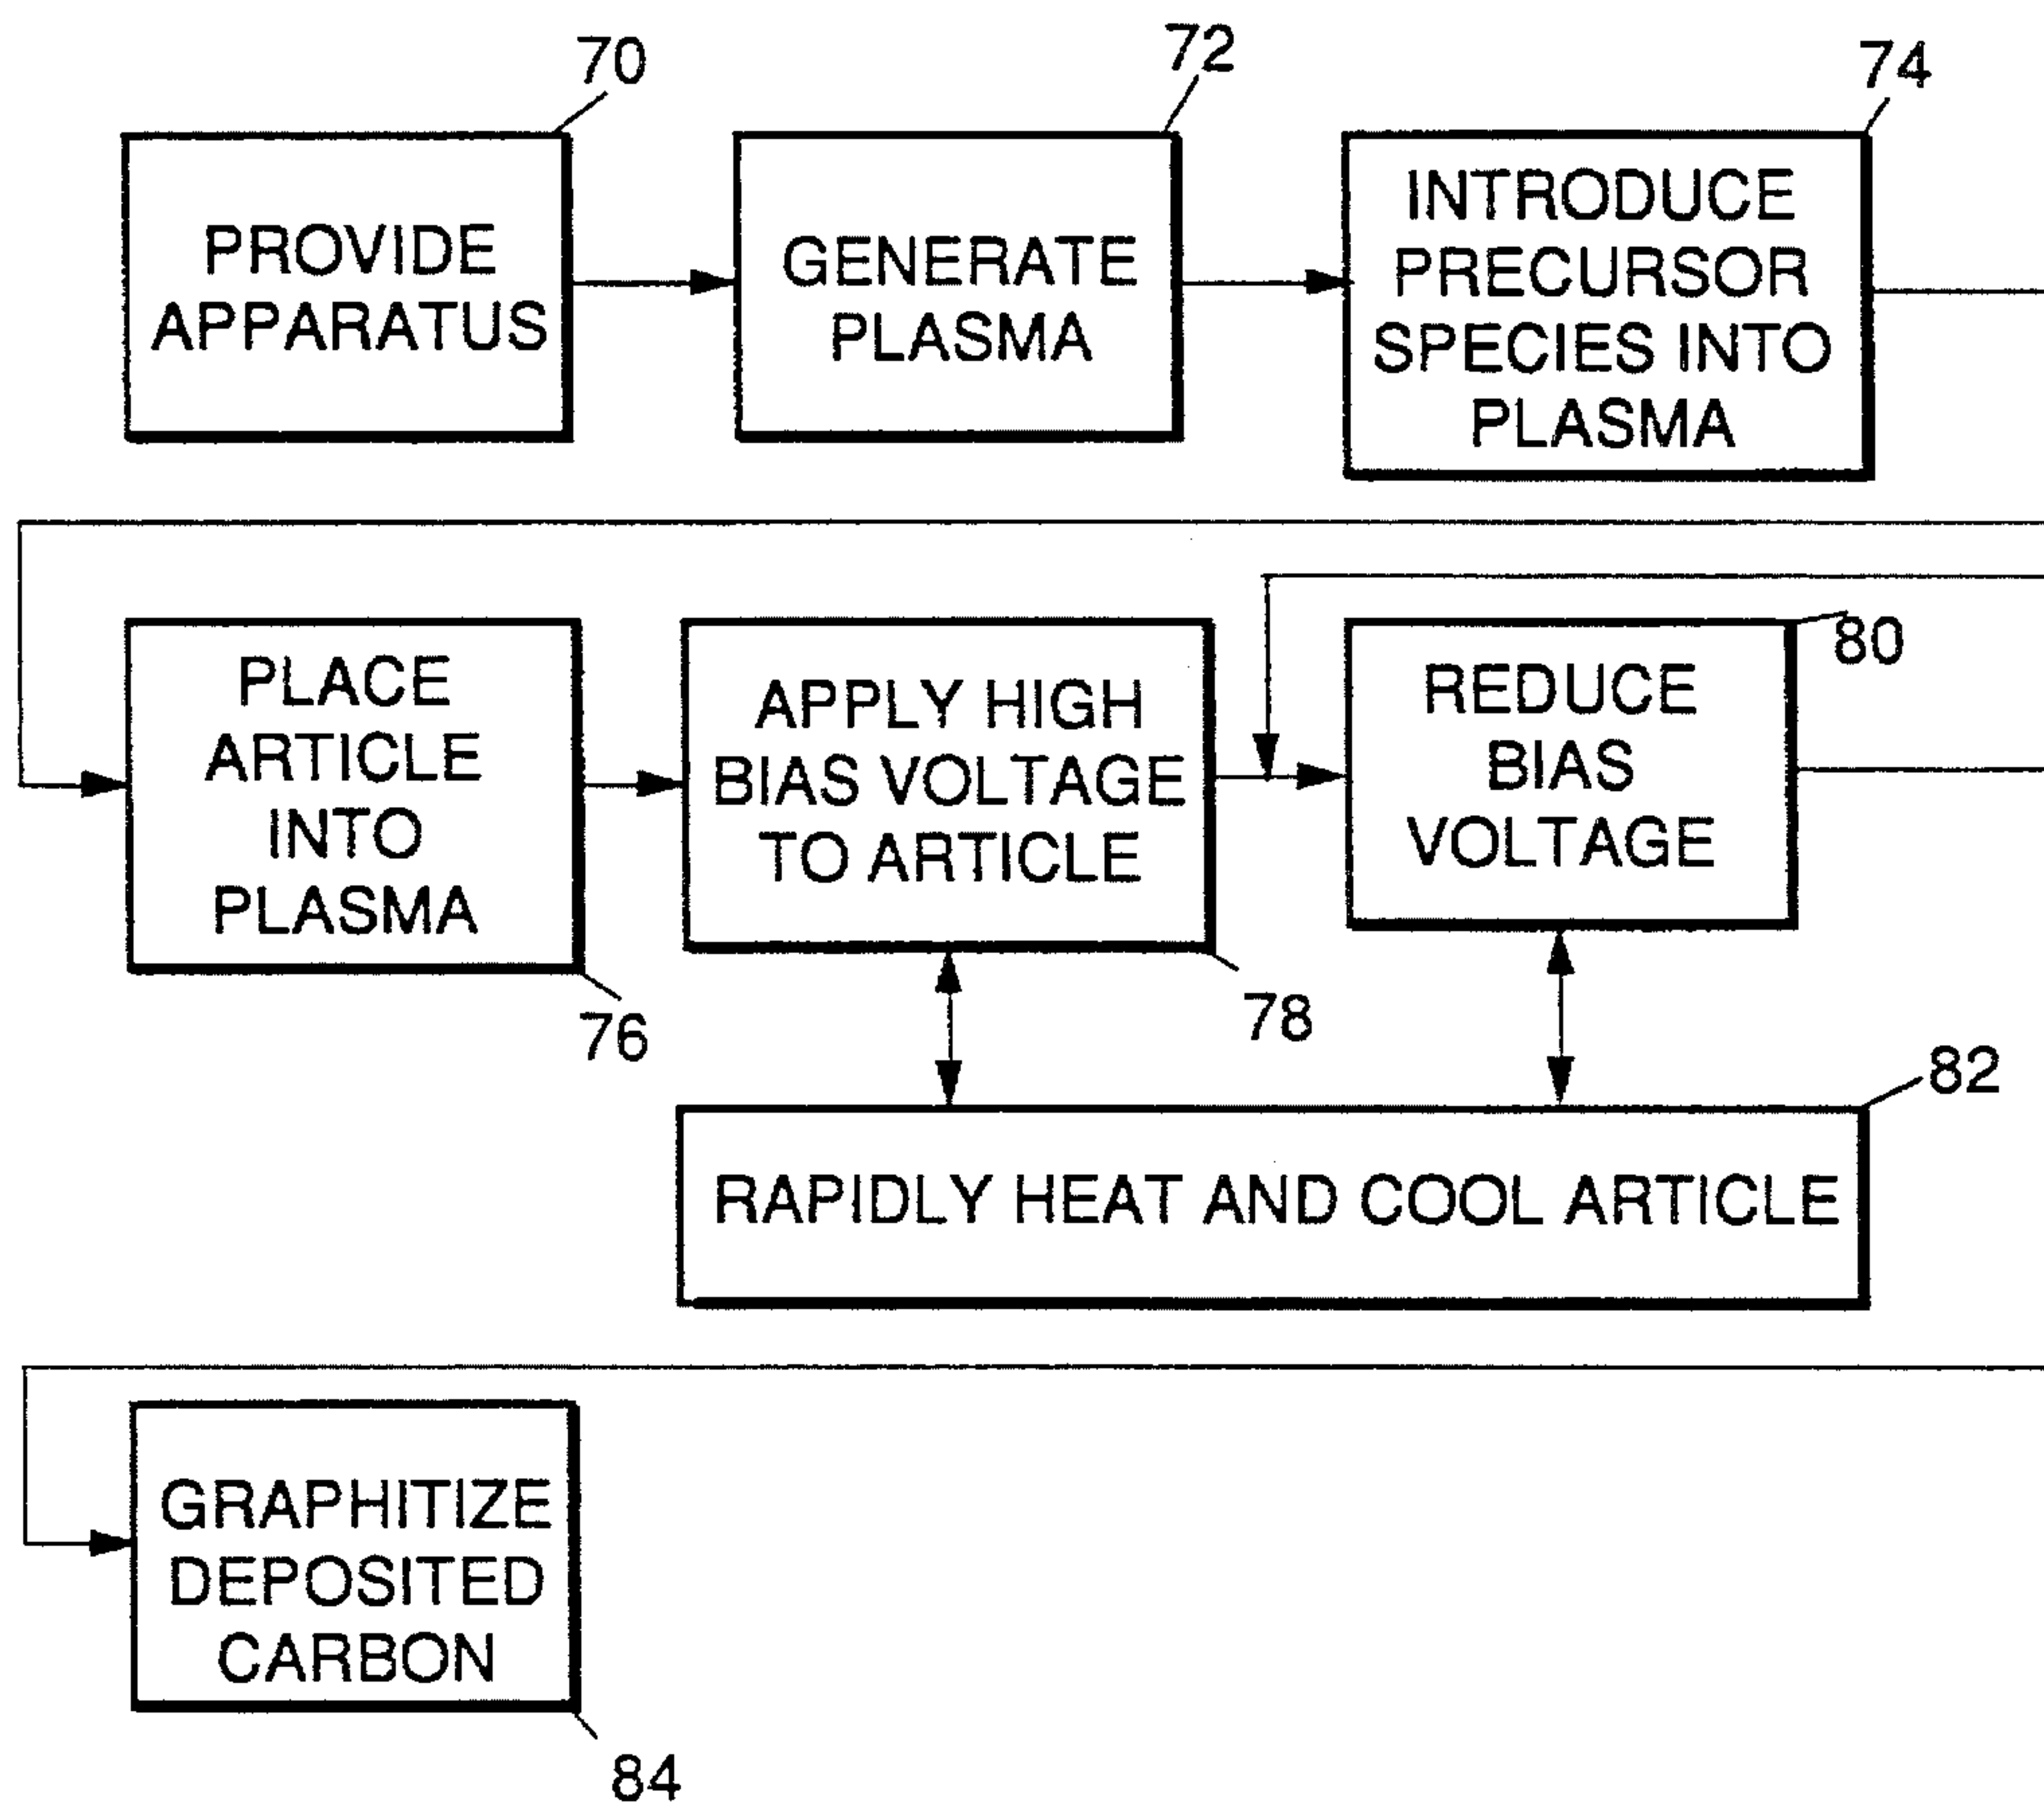 70
PROVIDE
APPARATUS
72
GENERATE
PLASMA
74
INTRODUCE
PRECURSOR
SPECIES INTO
PLASMA
PLACE
ARTICLE
INTO
PLASMA
76
APPLY HIGH
BIAS VOLTAGE
TO ARTICLE
78
80
REDUCE
BIAS
VOLTAGE
82
RAPIDLY HEAT AND COOL ARTICLE
GRAPHITIZE
DEPOSITED
CARBON
84